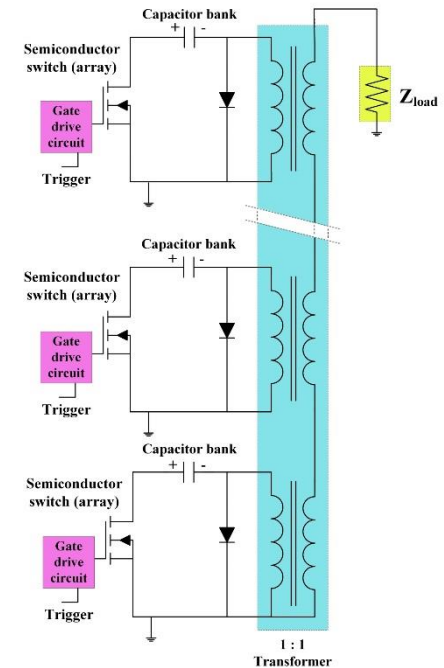 Capacitor bank
+ -
Semiconductor
switch (array)
Gate
drive
circuit
Trigger
Zload
Capacitor bank
+ -
Semiconductor
switch (array)
Gate
drive
circuit
Trigger
Capacitor bank
+ -
Semiconductor
switch (array)
Gate
drive
circuit
Trigger
1 : 1
Transformer